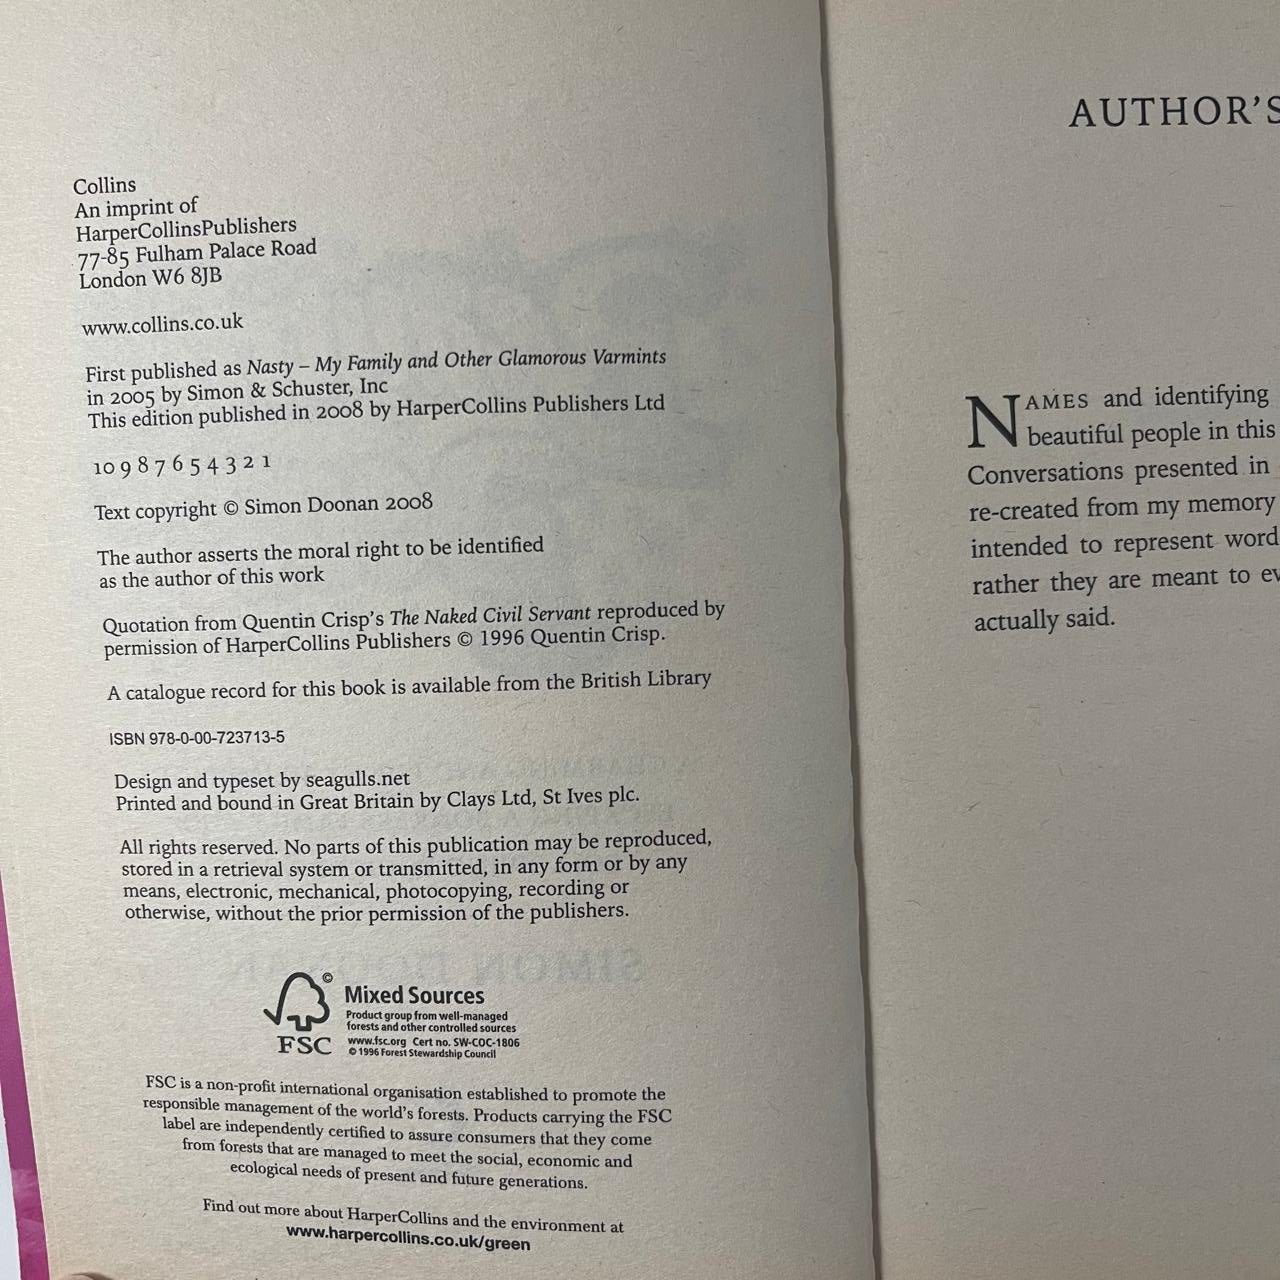 Collins
An imprint of
HarperCollinsPublishers
77-85 Fulham Palace Road
London W6 8JB
www.collins.co.uk
First published as Nasty – My Family and Other Glamorous Varmints
in 2005 by Simon & Schuster, Inc
This edition published in 2008 by HarperCollins Publishers Ltd
10 9 8 7 6 5 4 3 2 1
Text copyright © Simon Doonan 2008
The author asserts the moral right to be identified
as the author of this work
Quotation from Quentin Crisp's The Naked Civil Servant reproduced by
permission of HarperCollins Publishers © 1996 Quentin Crisp.
A catalogue record for this book is available from the British Library
ISBN 978-0-00-723713-5
Design and typeset by seagulls.net
Printed and bound in Great Britain by Clays Ltd, St Ives plc.
All rights reserved. No parts of this publication may be reproduced,
stored in a retrieval system or transmitted, in any form or by any
means, electronic, mechanical, photocopying, recording or
otherwise, without the prior permission of the publishers.
©
FSC
Mixed Sources
Product group from well-managed
forests and other controlled sources
www.fsc.org Cert no. SW-COC-1806
© 1996 Forest Stewardship Council
FSC is a non-profit international organisation established to promote the
responsible management of the world's forests. Products carrying the FSC
label are independently certified to assure consumers that they come
from forests that are managed to meet the social, economic and
ecological needs of present and future generations.
Find out more about HarperCollins and the environment at
www.harpercollins.co.uk/green
AUTHOR'S
NAMES and identifying
beautiful people in this
Conversations presented in
re-created from my memory
intended to represent word
rather they are meant to ev
actually said.